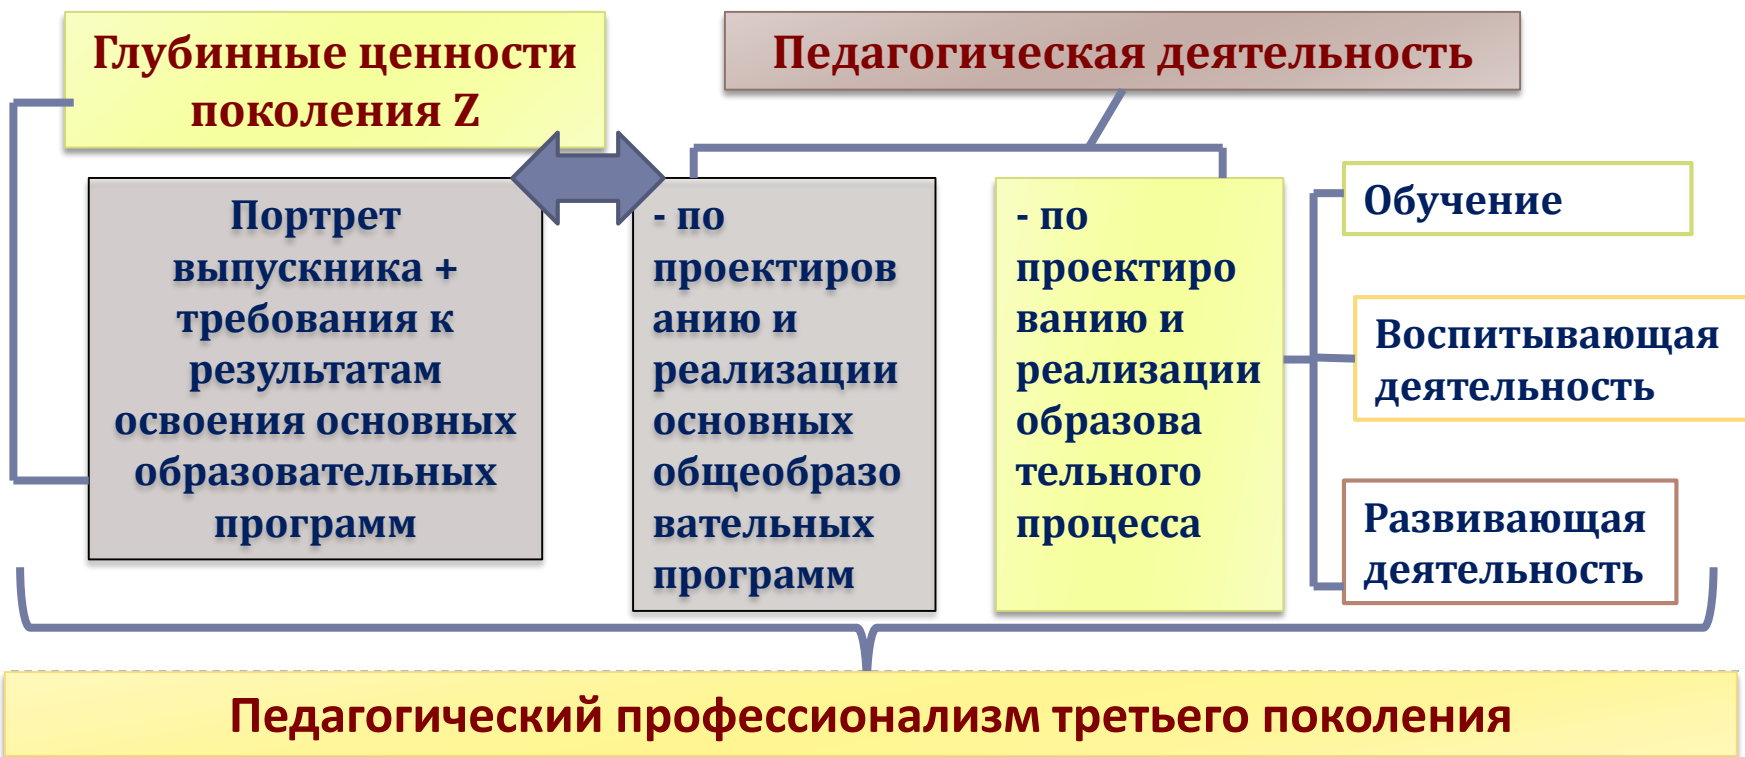 Глубинные ценности
поколения Z
Педагогическая деятельность
Портрет
выпускника +
требования к
результатам
освоения основных
образовательных
программ
- по
проектиров
анию и
реализации
основных
общеобразо
вательных
программ
- по
проектиро
ванию и
реализации
образова
тельного
процесса
Обучение
Воспитывающая
деятельность
Развивающая
деятельность
Педагогический профессионализм третьего поколения